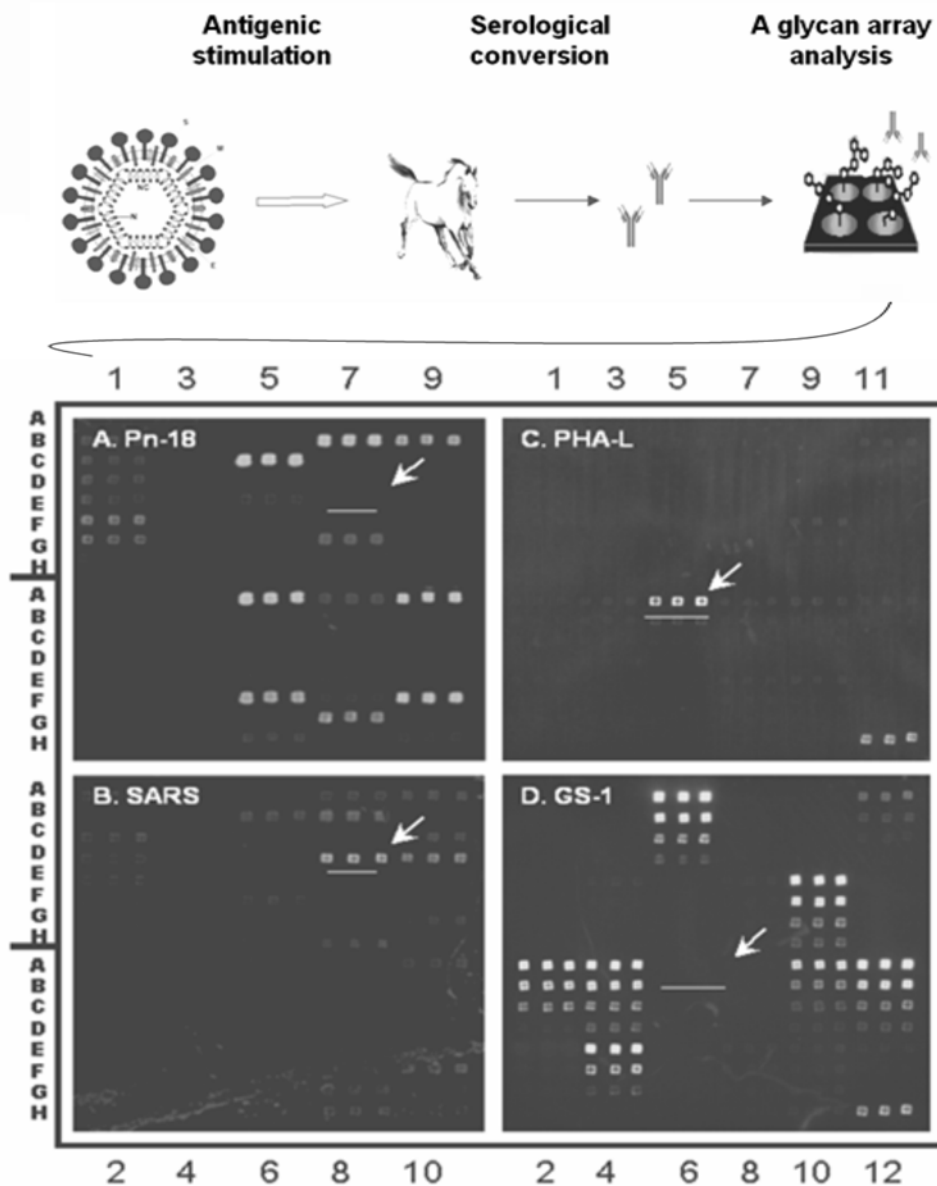 Antigenic
stimulation
Serological
conversion
A glycan array
analysis
1 3 5 7 9 1 3 5 7 9 11
A
B
C
D
E
F
G
H
A
B
C
D
E
F
G
H
A. Pn-18
C. PHA-L
A
B
C
D
E
F
G
H
A
B
C
D
E
F
G
H
B. SARS
D. GS-1
2 4 6 8 10 2 4 6 8 10 12